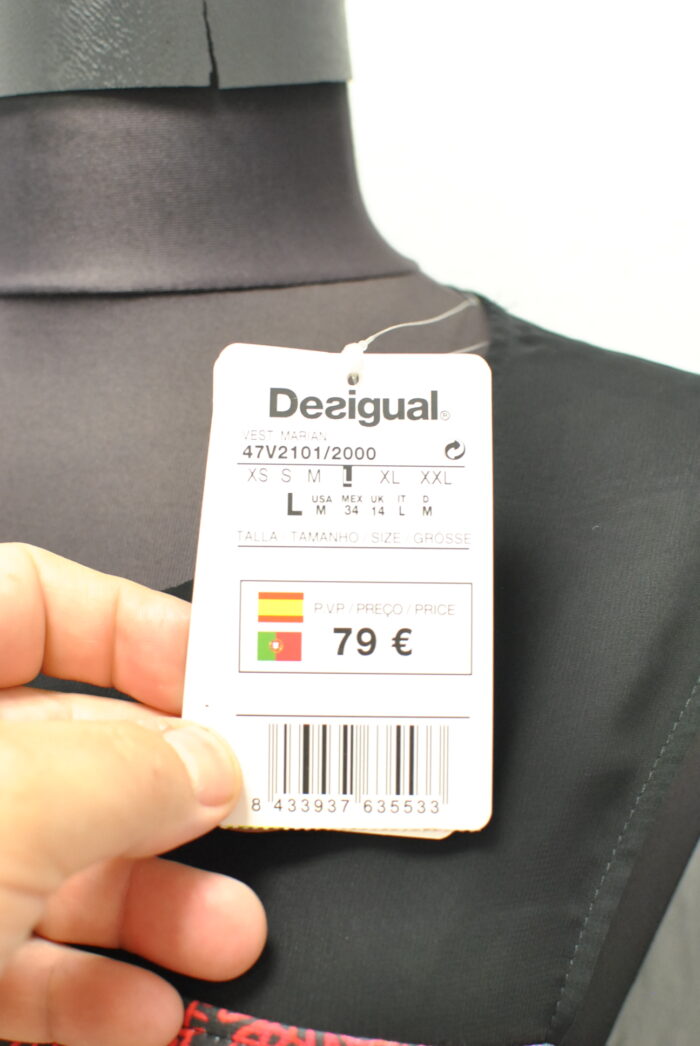 Desigual®
VEST MARIAN
47V2101/2000
XS S M L XL XXL
L USA M MEX 34 UK 14 IT L D M
TALLA / TAMANHO / SIZE / GRÖSSE
P.V.P / PREÇO / PRICE
79 €
8 433937 635533